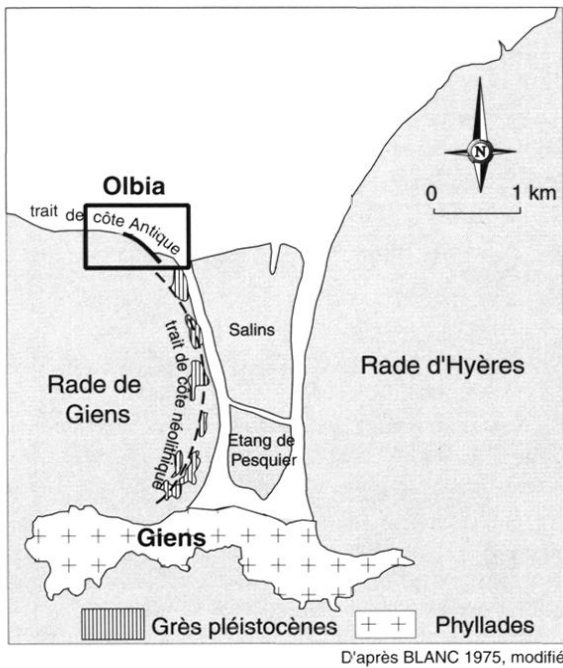 N
0 1 km
Olbia
trait de côte Antique
Salins
trait de côte néolithique
Rade de
Giens
Rade d'Hyères
Etang de
Pesquier
Giens
Grès pléistocènes
Phyllades
D'après BLANC 1975, modifié